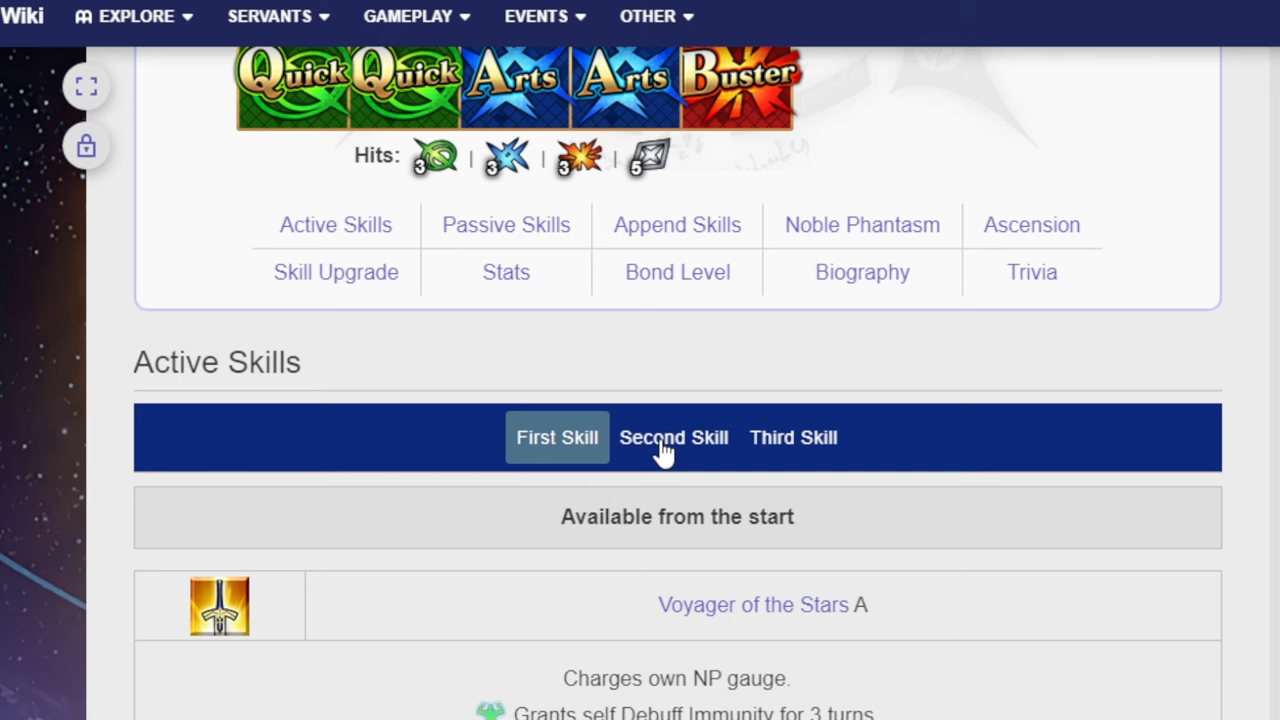 Wiki EXPLORE SERVANTS GAMEPLAY EVENTS OTHER
Quick Quick Arts Arts Buster
Hits: 3 | 3 | 3 | 5
Active Skills Passive Skills Append Skills Noble Phantasm Ascension
Skill Upgrade Stats Bond Level Biography Trivia
Active Skills
First Skill Second Skill Third Skill
Available from the start
Voyager of the Stars A
Charges own NP gauge.
Grants self Debuff Immunity for 3 turns